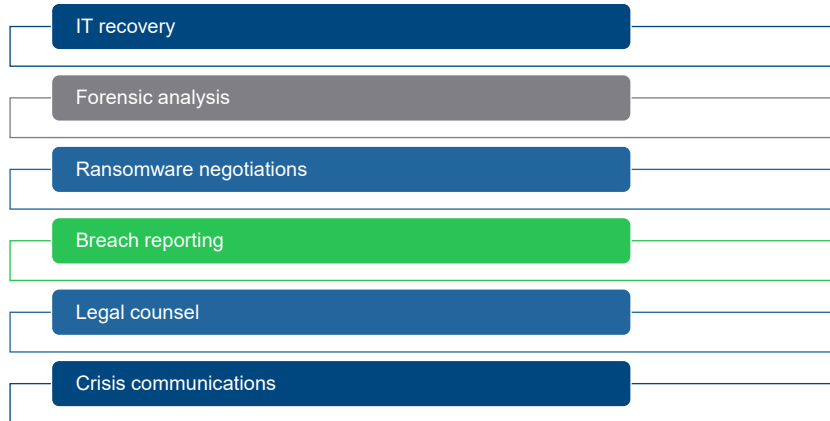 IT recovery
Forensic analysis
Ransomware negotiations
Breach reporting
Legal counsel
Crisis communications